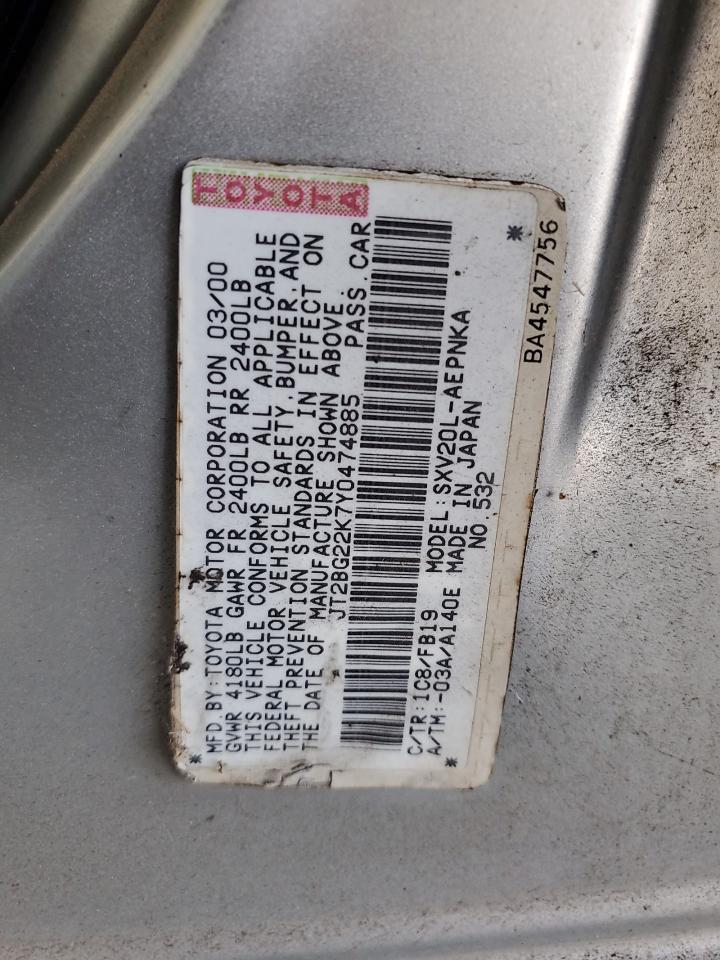 TOYOTA
MFD.BY:TOYOTA MOTOR CORPORATION 03/00
GVWR 4180LB GAWR FR 2400LB RR 2400LB
THIS VEHICLE CONFORMS TO ALL APPLICABLE
FEDERAL MOTOR VEHICLE SAFETY,BUMPER,AND
THEFT PREVENTION STANDARDS IN EFFECT ON
THE DATE OF MANUFACTURE SHOWN ABOVE.
JT2BG22K7Y0474885 PASS.CAR
C/TR:1C8/FB19 MODEL:SXV20L-AEPNKA
A/TM:-03A/A140E MADE IN JAPAN
NO.532
BA4547756